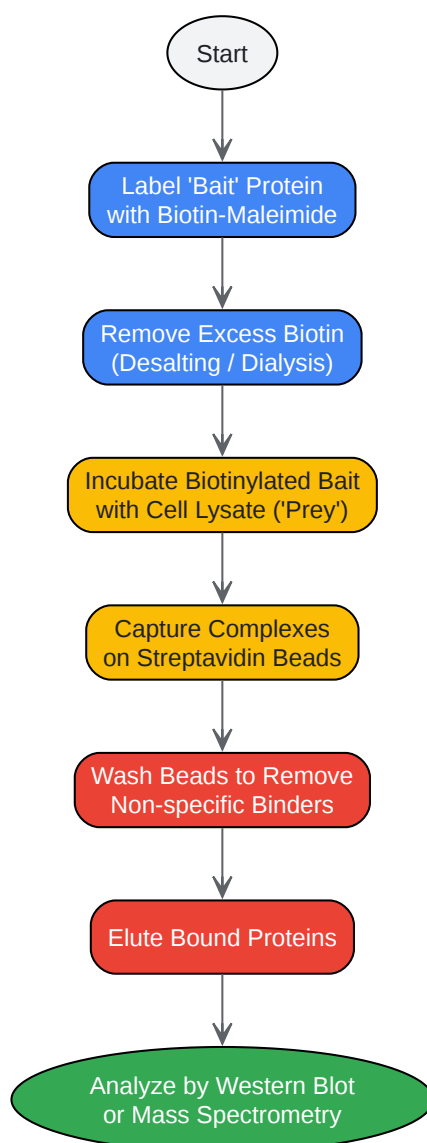 Start
Label 'Bait' Protein
with Biotin-Maleimide
Remove Excess Biotin
(Desalting / Dialysis)
Incubate Biotinylated Bait
with Cell Lysate ('Prey')
Capture Complexes
on Streptavidin Beads
Wash Beads to Remove
Non-specific Binders
Elute Bound Proteins
Analyze by Western Blot
or Mass Spectrometry